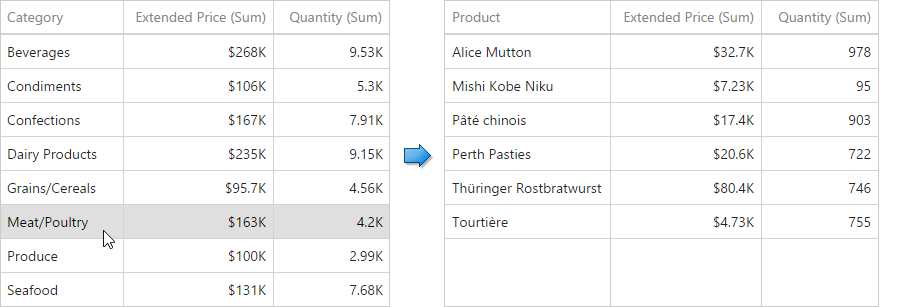 Category Extended Price (Sum) Quantity (Sum)
Beverages $268K 9.53K
Condiments $106K 5.3K
Confections $167K 7.91K
Dairy Products $235K 9.15K
Grains/Cereals $95.7K 4.56K
Meat/Poultry $163K 4.2K
Produce $100K 2.99K
Seafood $131K 7.68K
Product Extended Price (Sum) Quantity (Sum)
Alice Mutton $32.7K 978
Mishi Kobe Niku $7.23K 95
Pâté chinois $17.4K 903
Perth Pasties $20.6K 722
Thüringer Rostbratwurst $80.4K 746
Tourtière $4.73K 755